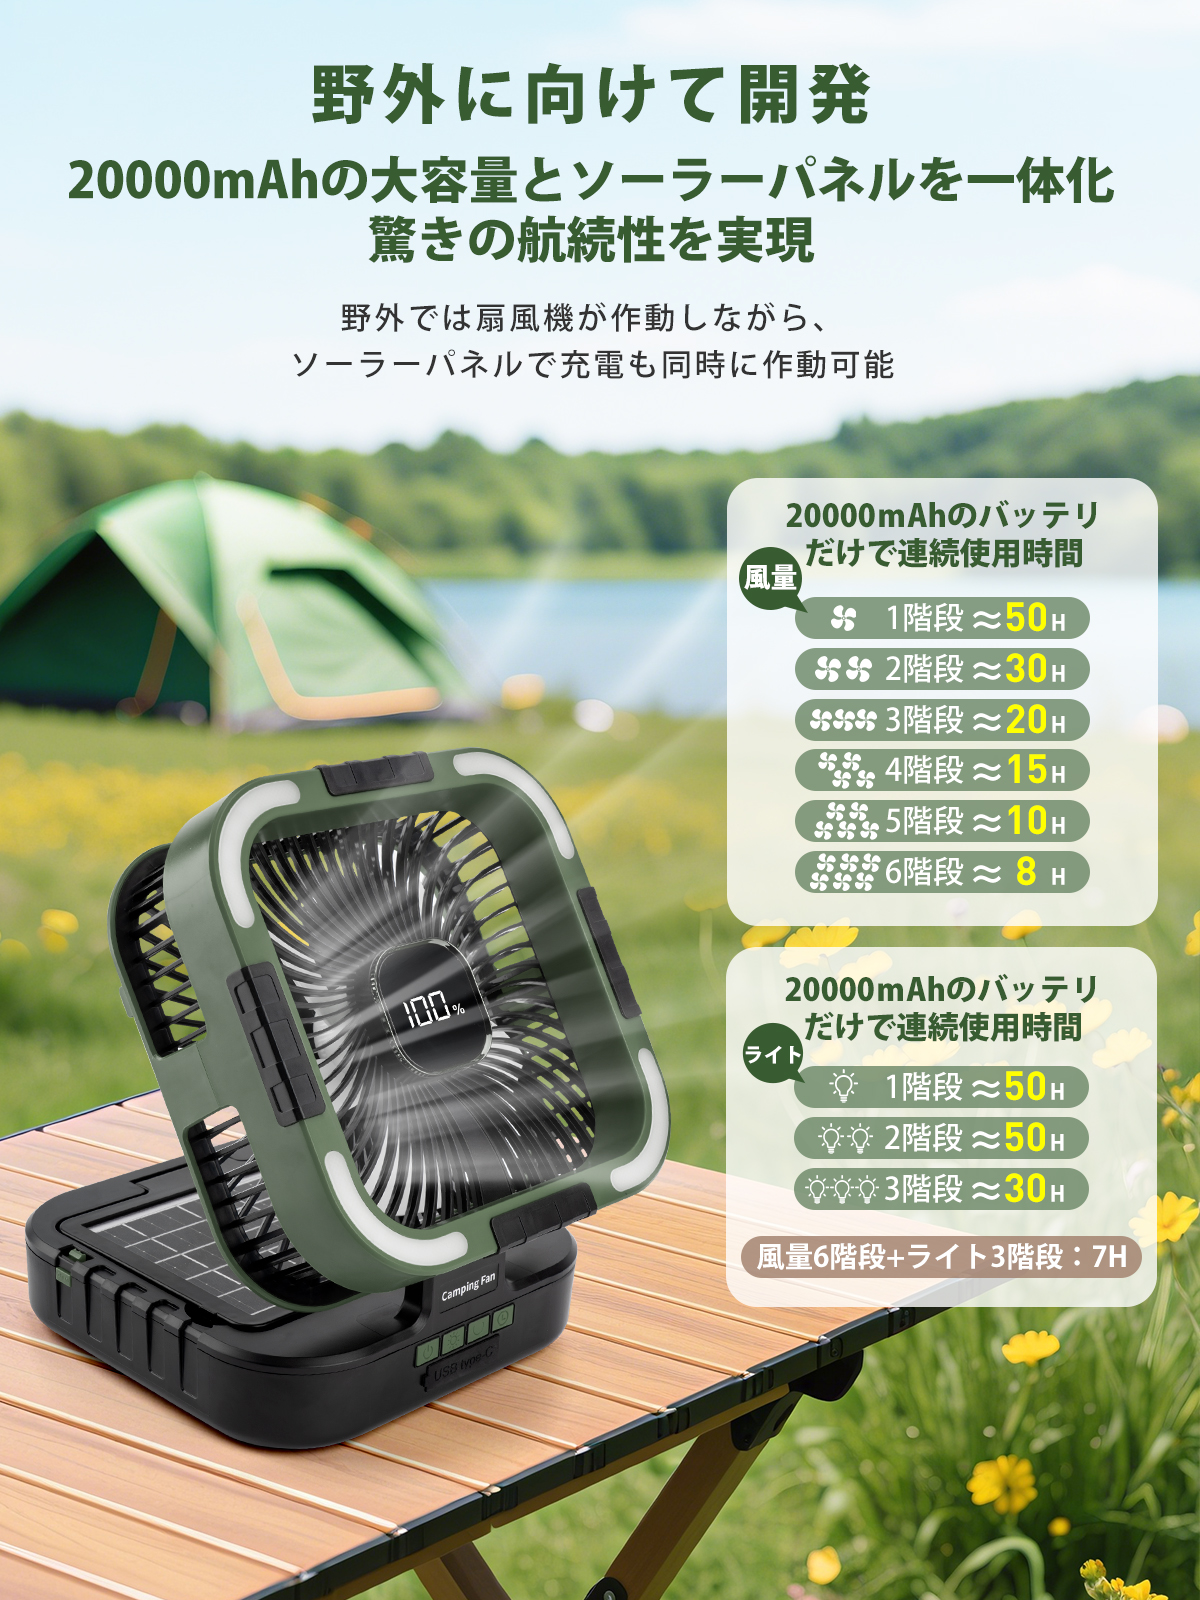 野外に向けて開発
20000mAhの大容量とソーラーパネルを一体化
驚きの航続性を実現
野外では扇風機が作動しながら、
ソーラーパネルで充電も同時に作動可能
20000mAhのバッテリ
だけで連続使用時間
風量
1階段 ≈50H
2階段 ≈30H
3階段 ≈20H
4階段 ≈15H
5階段 ≈10H
6階段 ≈ 8 H
20000mAhのバッテリ
だけで連続使用時間
ライト
1階段 ≈50H
2階段 ≈50H
3階段 ≈30H
風量6階段+ライト3階段：7H
100%
Camping Fan
USB type-C